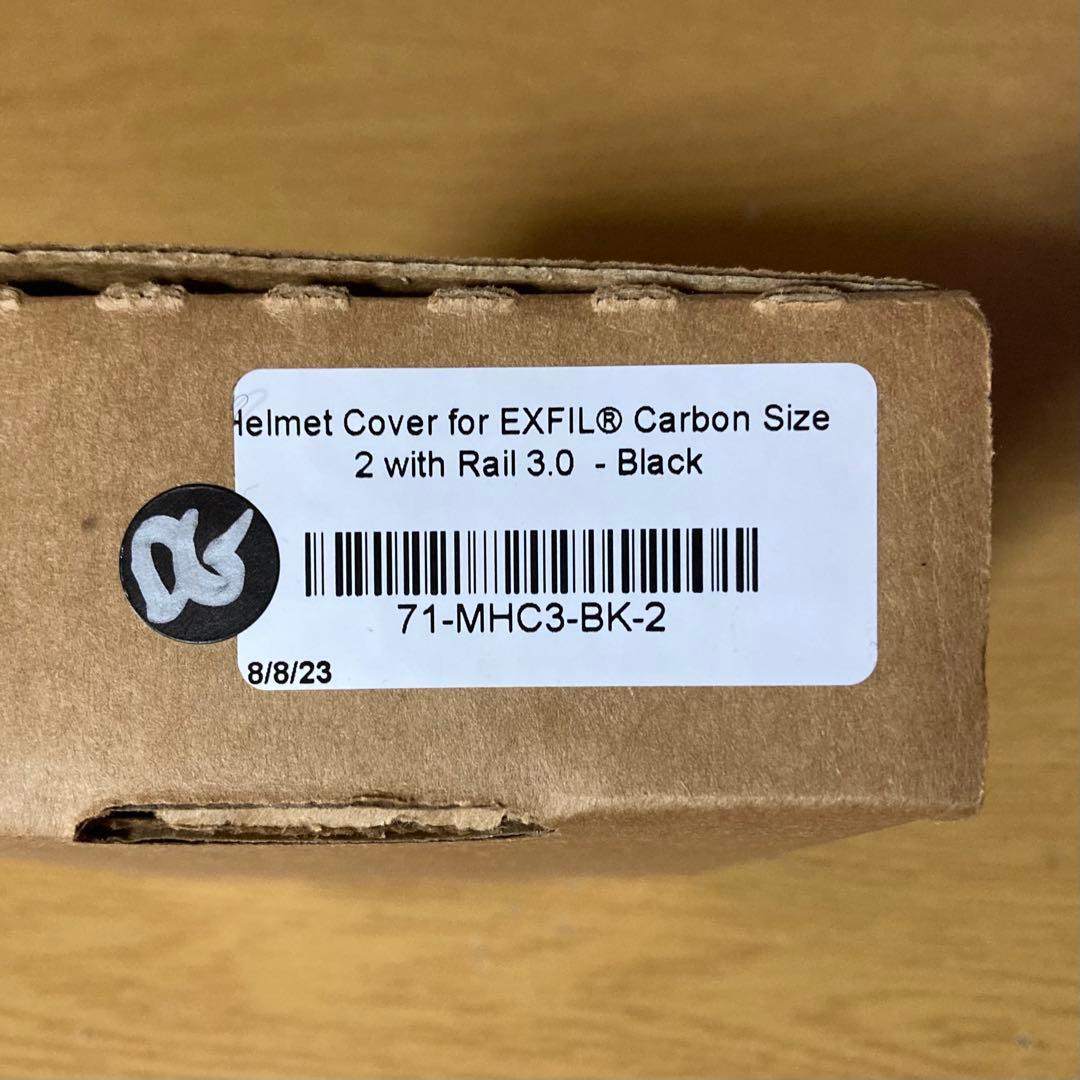 Helmet Cover for EXFIL® Carbon Size
2 with Rail 3.0 - Black
DG
71-MHC3-BK-2
8/8/23